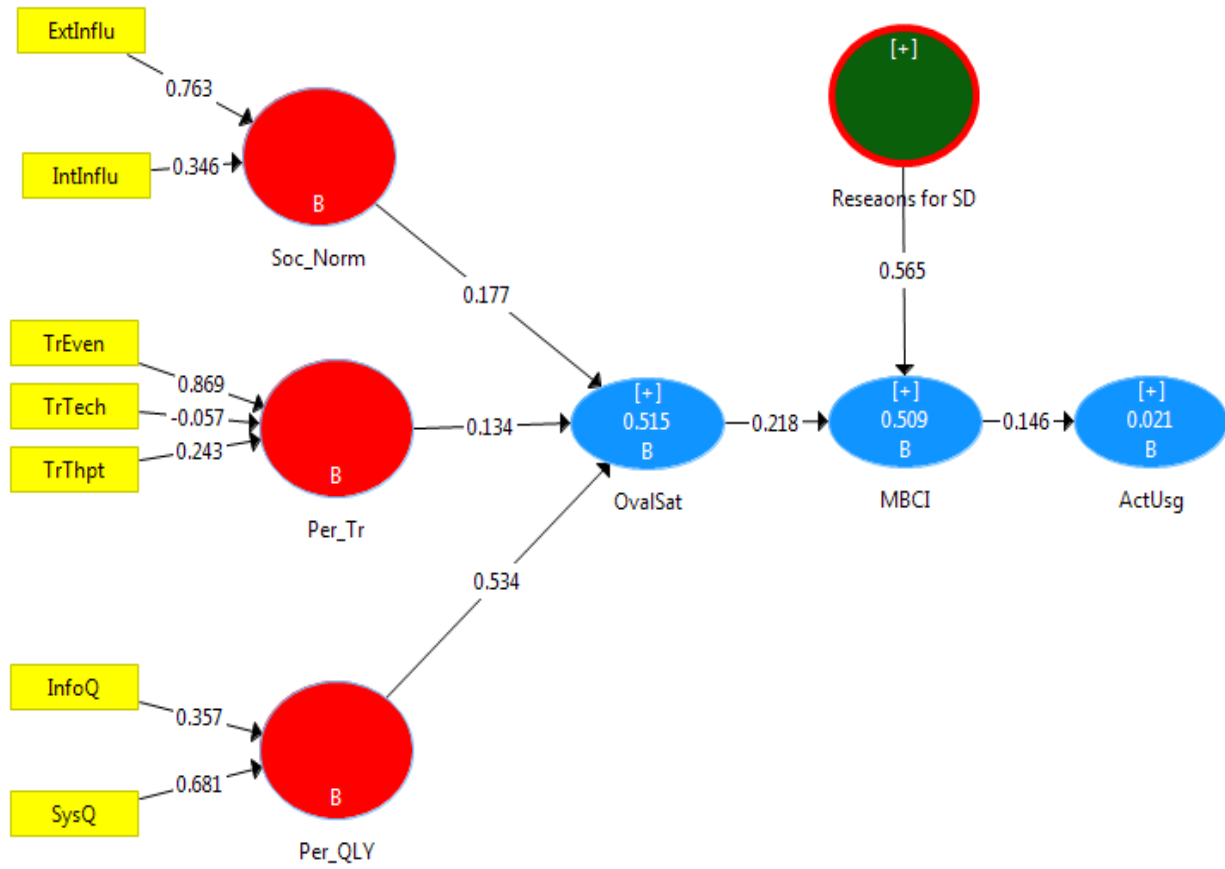 ExtInflu
0.763
IntInflu
0.346
B
Soc_Norm
[+]
Reseaons for SD
0.565
0.177
TrEven
0.869
TrTech
-0.057
TrThpt
0.243
B
Per_Tr
0.134
[+]
0.515
B
OvalSat
0.218
[+]
0.509
B
MBCI
0.146
[+]
0.021
B
ActUsg
0.534
InfoQ
0.357
SysQ
0.681
B
Per_QLY